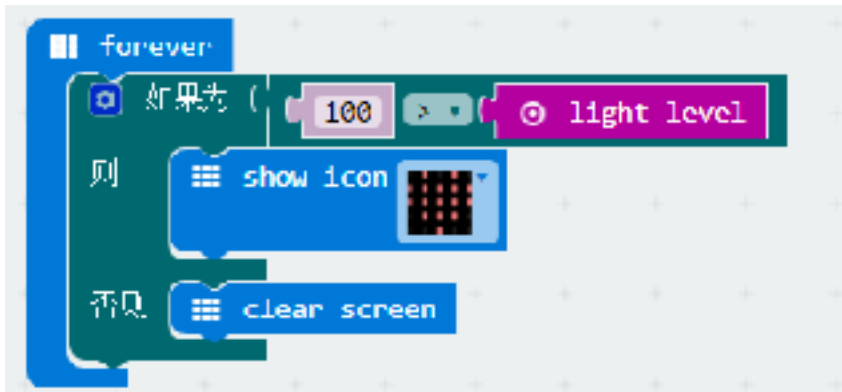 forever
如果为 ( 100 > light level
则 show icon
否则 clear screen